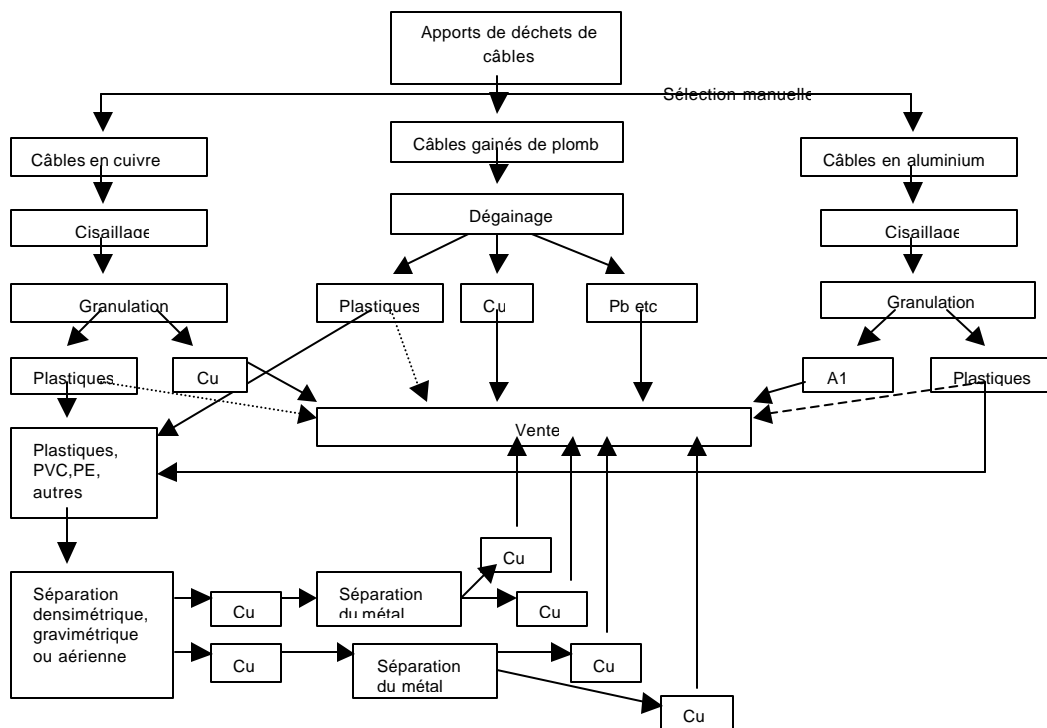 Apports de déchets de
câbles
Sélection manuelle
Câbles en cuivre
Câbles gainés de plomb
Câbles en aluminium
Cisaillage
Dégainage
Cisaillage
Granulation
Plastiques
Cu
Pb etc
Granulation
Plastiques
Cu
A1
Plastiques
Vente
Plastiques,
PVC,PE,
autres
Cu
Séparation
densimétrique,
gravimétrique
ou aérienne
Cu
Séparation
du métal
Cu
Cu
Séparation
du métal
Cu
Cu